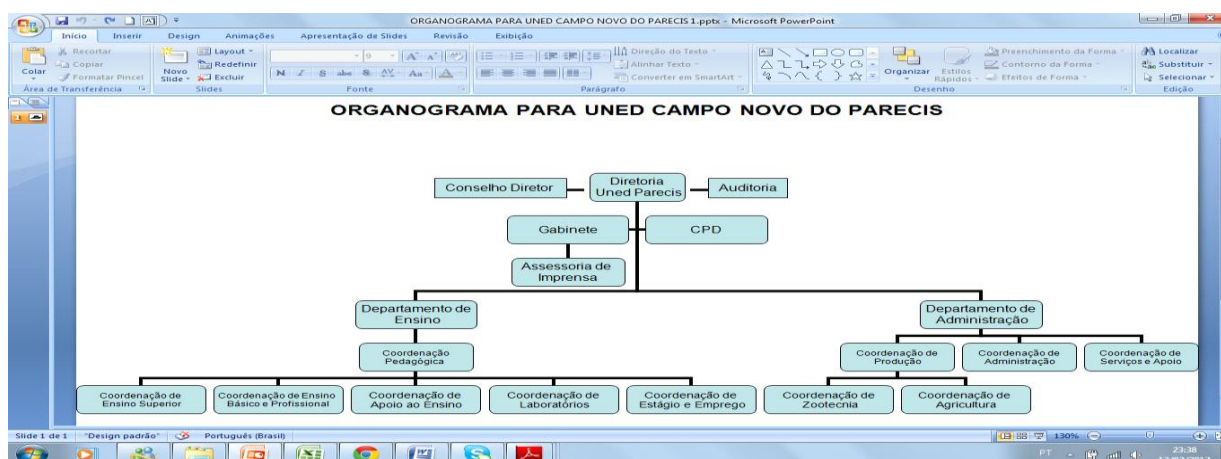 ORGANOGRAMA PARA UNED CAMPO NOVO DO PARECIS 1.pptx - Microsoft PowerPoint
Início Inserir Design Animações Apresentação de Slides Revisão Exibição
Colar
Recortar
Copiar
Formatar Pincel
Área de Transferência
Novo
Slide
Layout
Redefinir
Excluir
Slides
Fonte
Direção do Texto
Alinhar Texto
Converter em SmartArt
Parágrafo
Organizar
Estilos
Rápidos
Preenchimento da Forma
Contorno da Forma
Efeitos de Forma
Desenho
Localizar
Substituir
Selecionar
Edição
1
ORGANOGRAMA PARA UNED CAMPO NOVO DO PARECIS
Conselho Diretor
Diretoria
Uned Parecis
Auditoria
Gabinete
CPD
Assessoria de
Imprensa
Departamento de
Ensino
Departamento de
Administração
Coordenação
Pedagógica
Coordenação de
Produção
Coordenação de
Administração
Coordenação de
Serviços e Apoio
Coordenação de
Ensino Superior
Coordenação de Ensino
Básico e Profissional
Coordenação de
Apoio ao Ensino
Coordenação de
Laboratórios
Coordenação de
Estágio e Emprego
Coordenação de
Zootecnia
Coordenação de
Agricultura
Slide 1 de 1 "Design padrão" Português (Brasil) 130%
PT 23:38